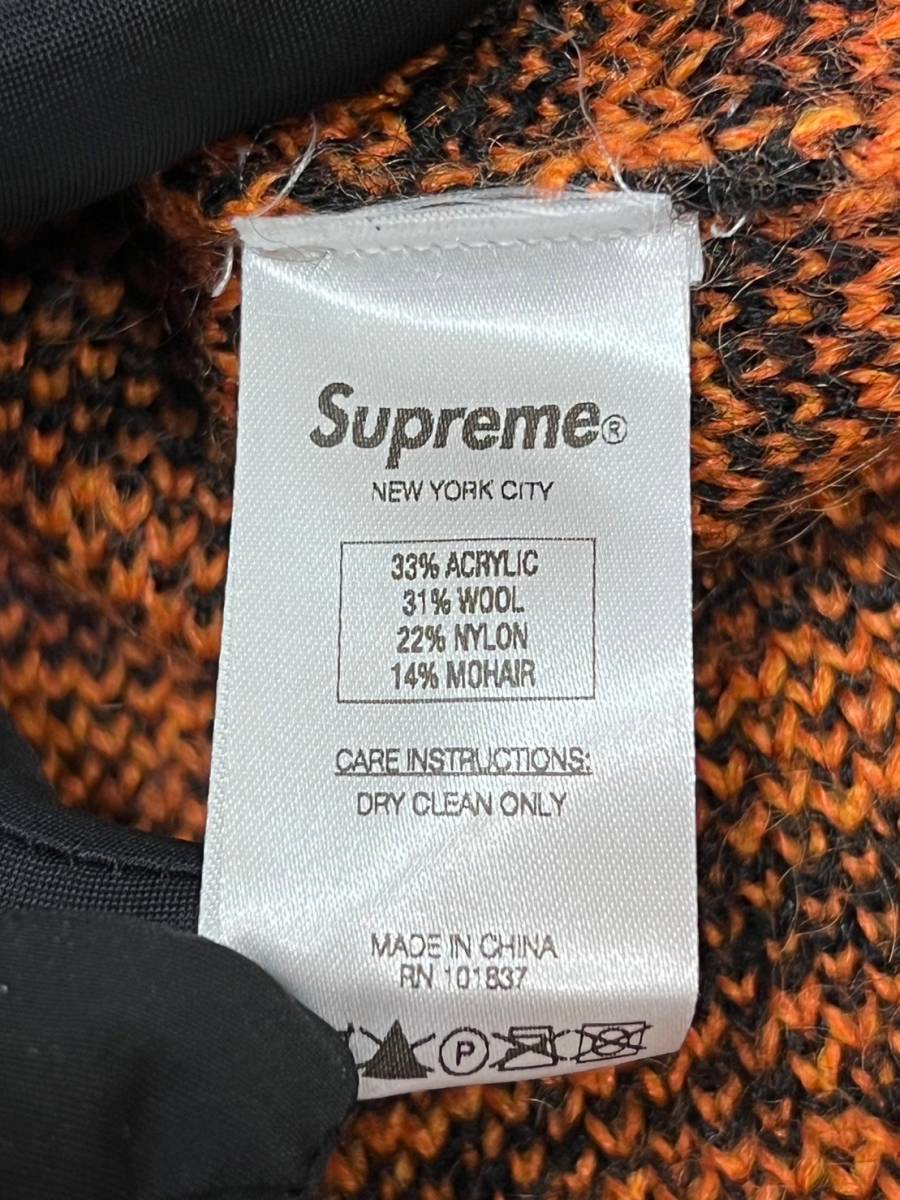 Supreme®
NEW YORK CITY
33% ACRYLIC
31% WOOL
22% NYLON
14% MOHAIR
CARE INSTRUCTIONS:
DRY CLEAN ONLY
MADE IN CHINA
RN 101837
P